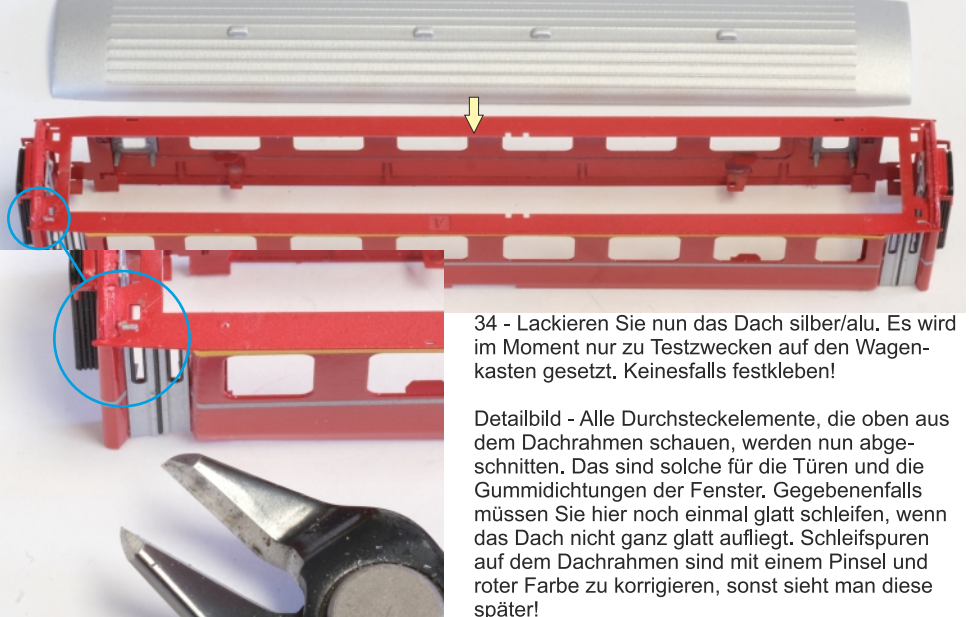 34 - Lackieren Sie nun das Dach silber/alu. Es wird
im Moment nur zu Testzwecken auf den Wagen-
kasten gesetzt. Keinesfalls festkleben!
Detailbild - Alle Durchsteckelemente, die oben aus
dem Dachrahmen schauen, werden nun abge-
schnitten. Das sind solche für die Türen und die
Gummidichtungen der Fenster. Gegebenenfalls
müssen Sie hier noch einmal glatt schleifen, wenn
das Dach nicht ganz glatt aufliegt. Schleifspuren
auf dem Dachrahmen sind mit einem Pinsel und
roter Farbe zu korrigieren, sonst sieht man diese
später!